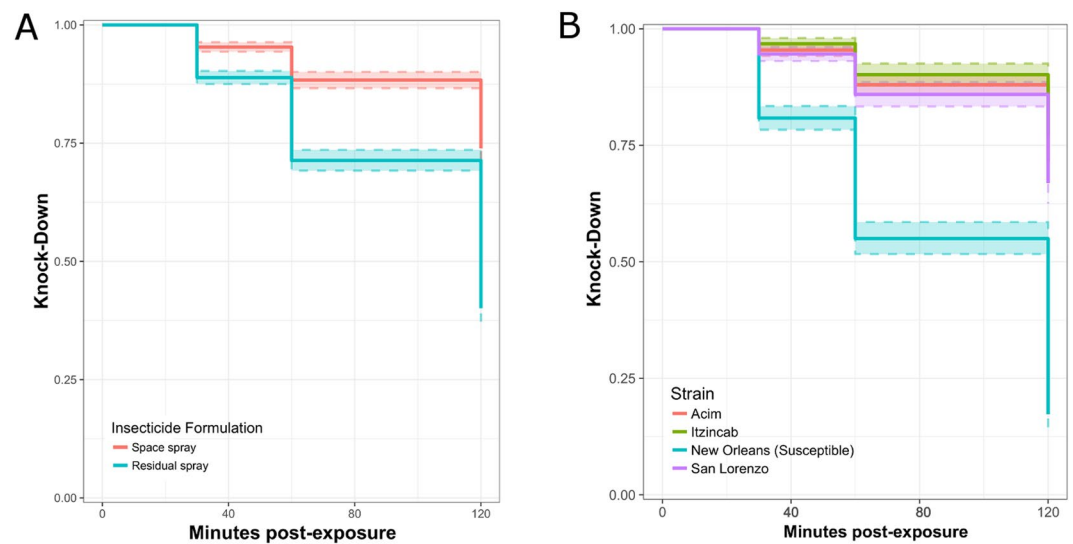 A
1.00
0.75
0.50
0.25
0.00
Knock-Down
Insecticide Formulation
Space spray
Residual spray
0
40
80
120
Minutes post-exposure
B
1.00
0.75
0.50
0.25
0.00
Knock-Down
Strain
Acim
Itzincab
New Orleans (Susceptible)
San Lorenzo
0
40
80
120
Minutes post-exposure